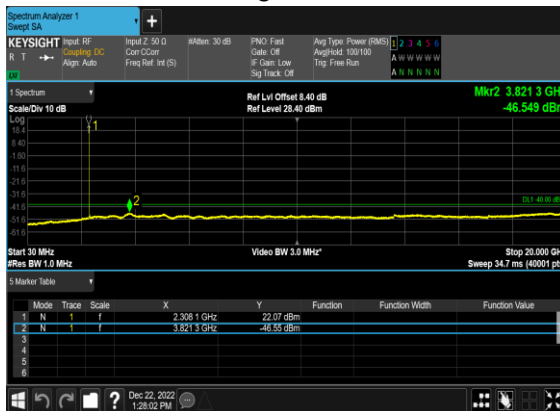 Spectrum Analyzer 1
Swept SA
KEYSIGHT Input: RF Input Z: 50 Ω #Atten: 30 dB PNO: Fast Avg Type: Power (RMS) 1 2 3 4 5 6
R T Coupling: DC Corr CCorr Gate: Off Avg|Hold: 100/100 A W W W W W
Align: Auto Freq Ref: Int (S) IF Gain: Low Trig: Free Run
LXI Sig Track: Off A N N N N N
1 Spectrum Ref Lvl Offset 8.40 dB Mkr2 3.821 3 GH
Scale/Div 10 dB Ref Level 28.40 dBm -46.549 dBr
Log
18.4 1
8.40
-1.60
-11.6
-21.6
-31.6 2 DL1 -40.00 dB
-41.6
-51.6
-61.6
Start 30 MHz Video BW 3.0 MHz* Stop 20.000 GH
#Res BW 1.0 MHz Sweep 34.7 ms (40001 pt
5 Marker Table
Mode Trace Scale X Y Function Function Width Function Value
1 N 1 f 2.308 1 GHz 22.07 dBm
2 N 1 f 3.821 3 GHz -46.55 dBm
3
4
5
6
? Dec 22, 2022
1:28:02 PM